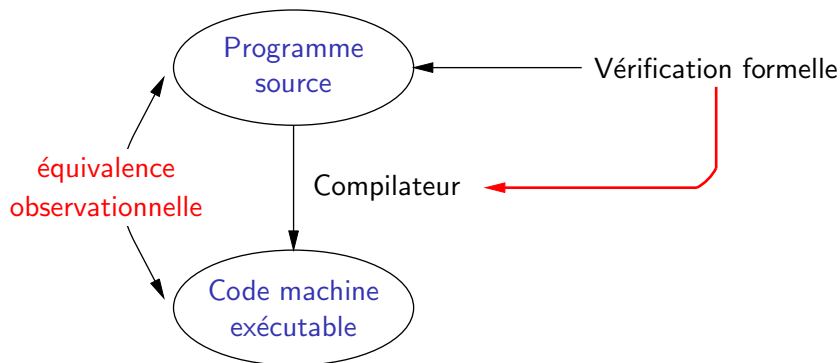 Programme
source
Vérification formelle
équivalence
observationnelle
Compilateur
Code machine
exécutable